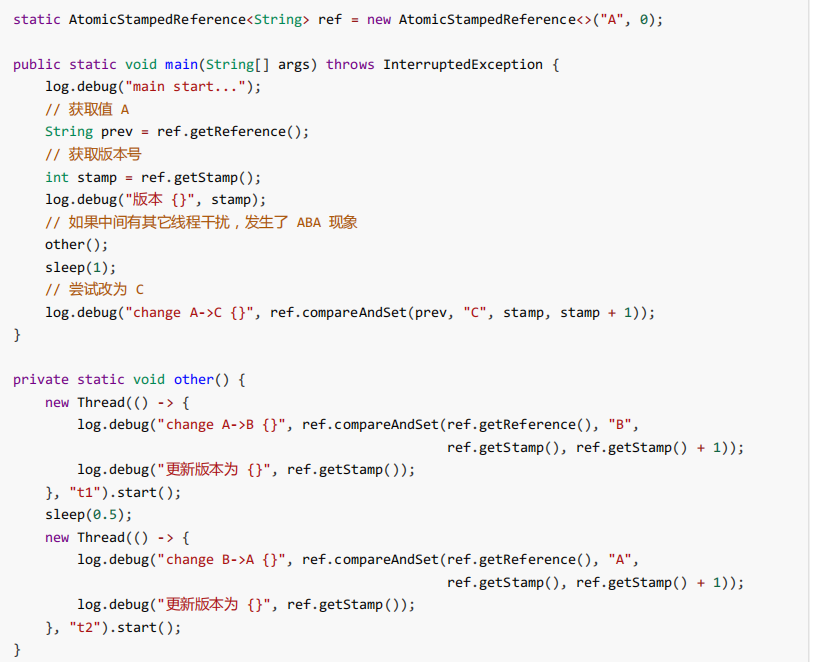 static AtomicStampedReference<String> ref = new AtomicStampedReference<>("A", 0);
public static void main(String[] args) throws InterruptedException {
log.debug("main start...");
// 获取值 A
String prev = ref.getReference();
// 获取版本号
int stamp = ref.getStamp();
log.debug("版本 {}", stamp);
// 如果中间有其它线程干扰，发生了 ABA 现象
other();
sleep(1);
// 尝试改为 C
log.debug("change A->C {}", ref.compareAndSet(prev, "C", stamp, stamp + 1));
}
private static void other() {
new Thread(() -> {
log.debug("change A->B {}", ref.compareAndSet(ref.getReference(), "B",
ref.getStamp(), ref.getStamp() + 1));
log.debug("更新版本为 {}", ref.getStamp());
}, "t1").start();
sleep(0.5);
new Thread(() -> {
log.debug("change B->A {}", ref.compareAndSet(ref.getReference(), "A",
ref.getStamp(), ref.getStamp() + 1));
log.debug("更新版本为 {}", ref.getStamp());
}, "t2").start();
}